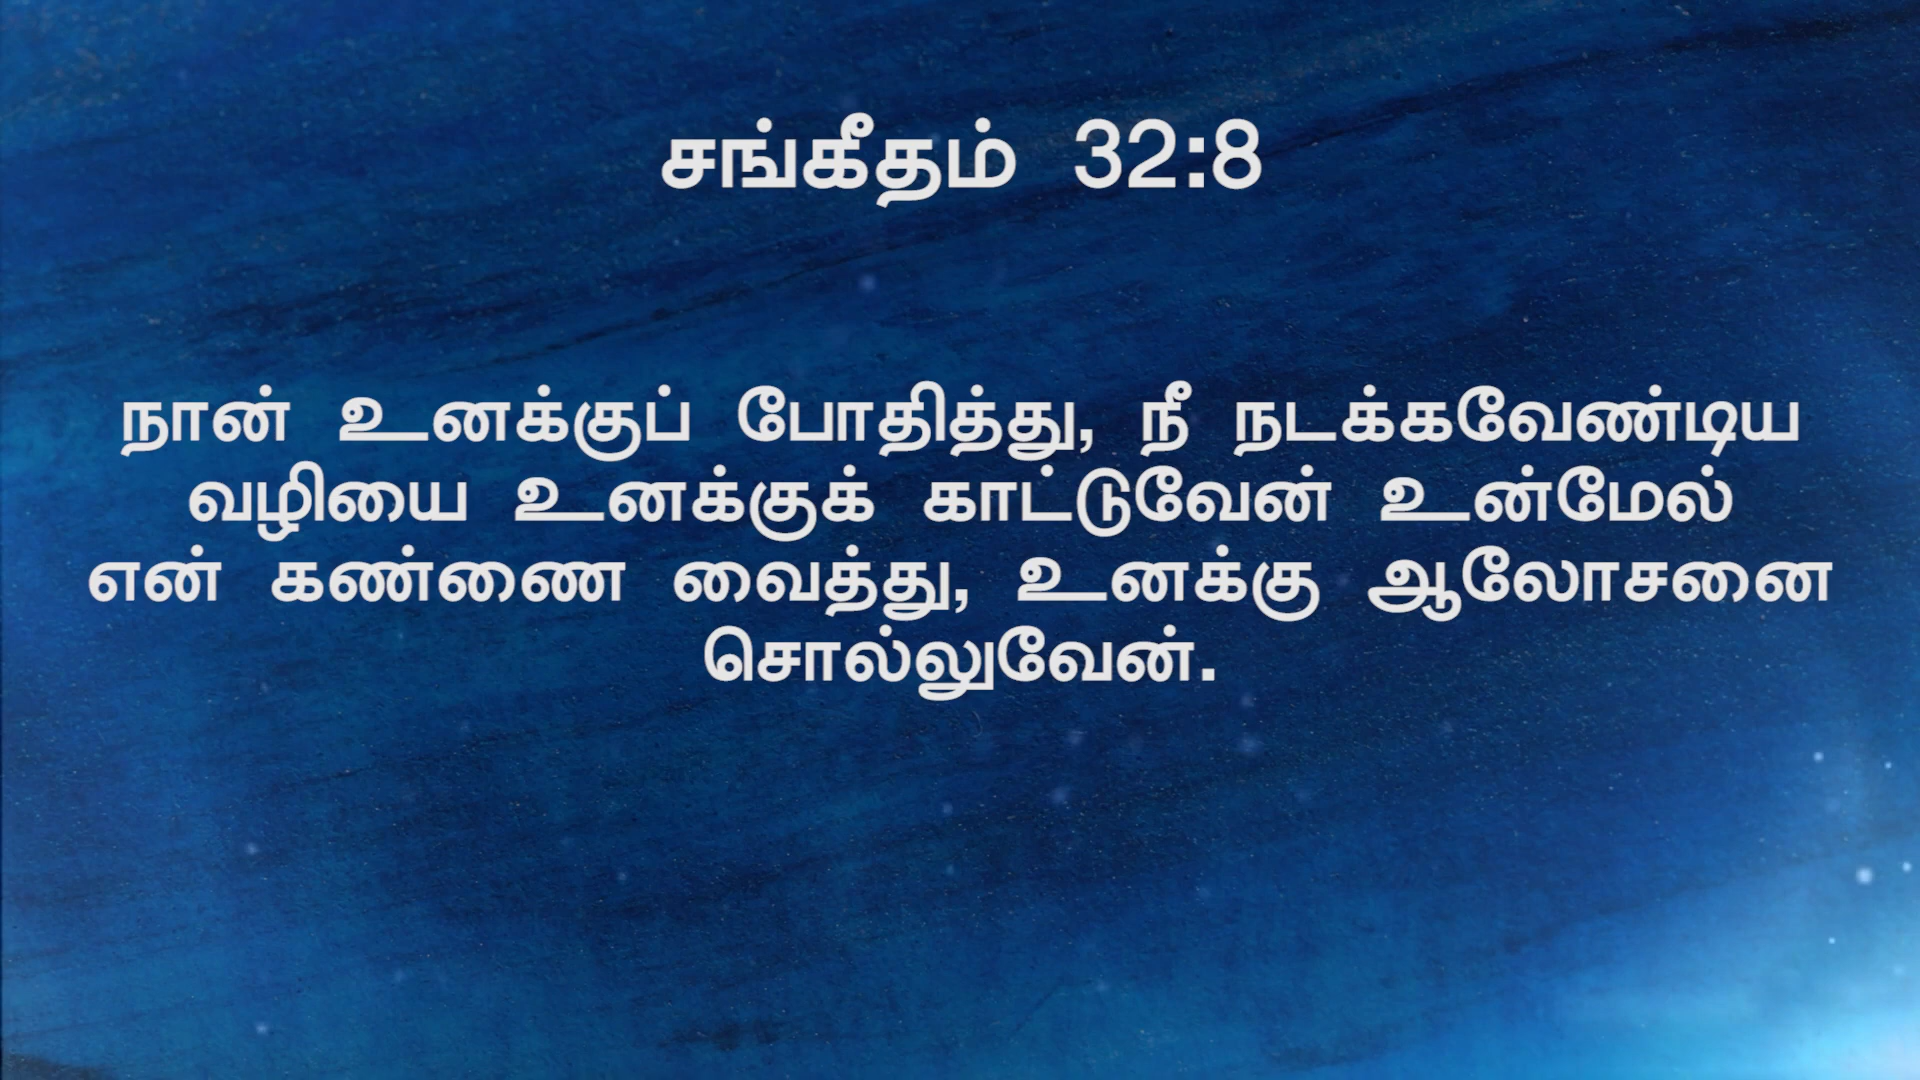 சங்கீதம் 32:8
நான் உனக்குப் போதித்து, நீ நடக்கவேண்டிய
வழியை உனக்குக் காட்டுவேன் உன்மேல்
என் கண்ணை வைத்து, உனக்கு ஆலோசனை
சொல்லுவேன்.